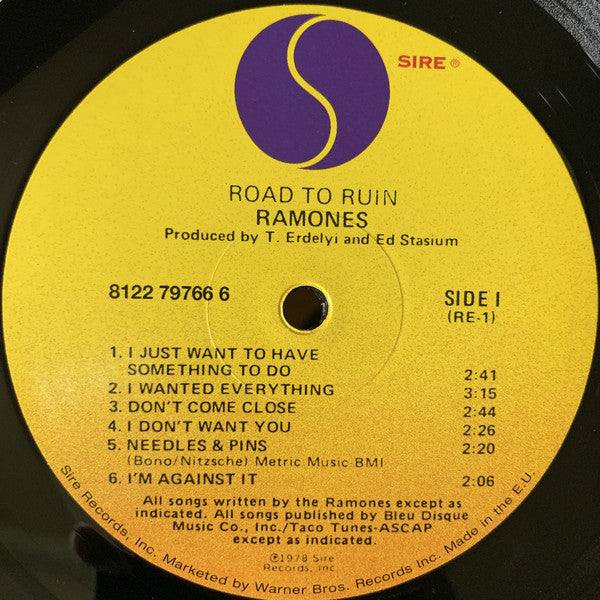 SIRE ®
ROAD TO RUIN
RAMONES
Produced by T. Erdelyi and Ed Stasium
8122 79766 6
SIDE I
(RE-1)
1. I JUST WANT TO HAVE
SOMETHING TO DO 2:41
2. I WANTED EVERYTHING 3:15
3. DON'T COME CLOSE 2:44
4. I DON'T WANT YOU 2:26
5. NEEDLES & PINS 2:20
(Bono/Nitzsche) Metric Music BMI
6. I'M AGAINST IT 2:06
All songs written by the Ramones except as
indicated. All songs published by Bleu Disque
Music Co., Inc./Taco Tunes-ASCAP
except as indicated.
℗1978 Sire
Records, Inc.
Sire Records, Inc. Marketed by Warner Bros. Records Inc. Made in the E.U.